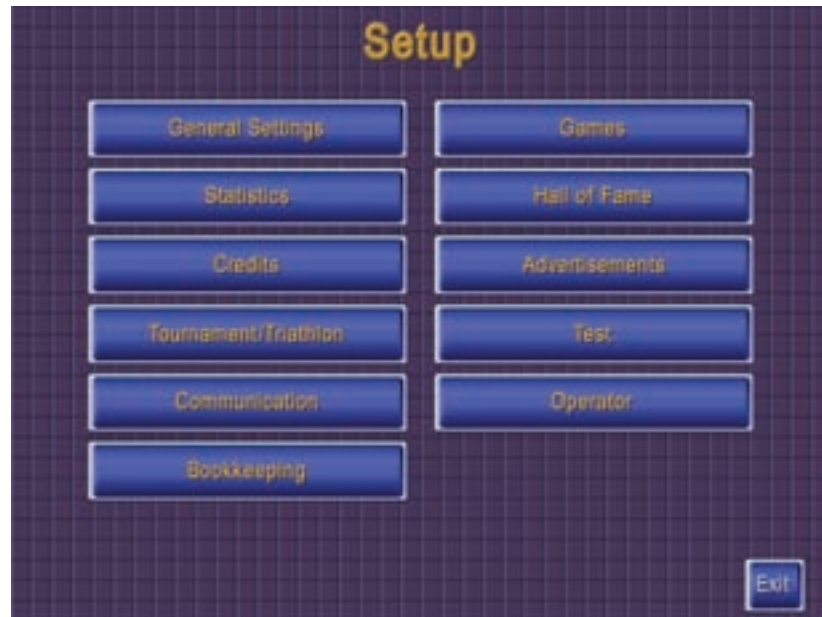 Setup
General Settings
Games
Statistics
Hall of Fame
Credits
Advertisements
Tournament/Triathlon
Test
Communication
Operator
Bookkeeping
Exit